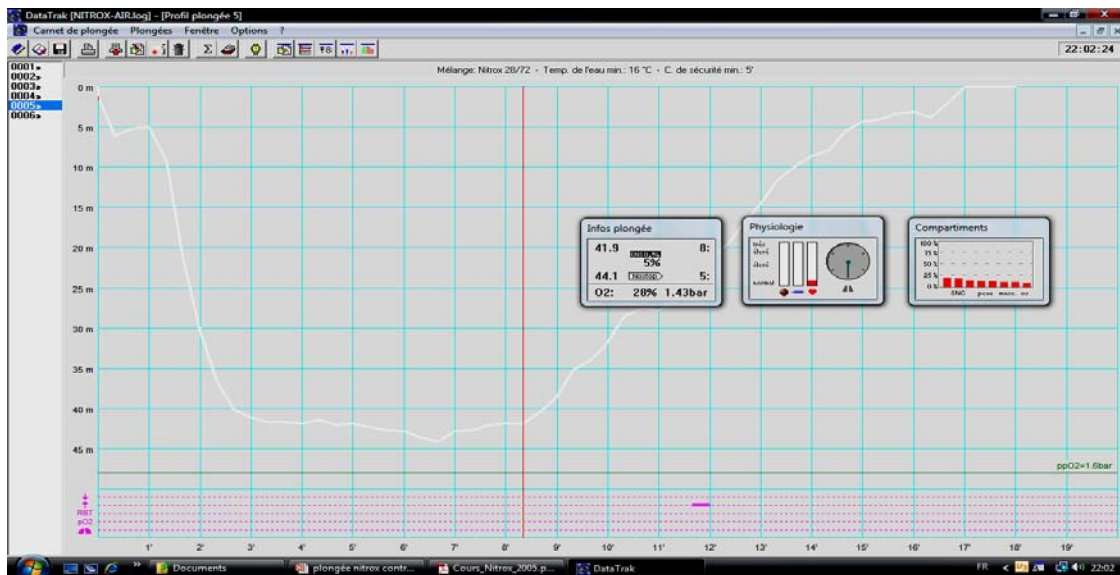 DataTrak [NITROX-AIR.log] - [Profil plongée 5]
Carnet de plongée Plongées Fenêtre Options ?
22:02:24
0001
0002
0003
0004
0005
0006
Mélange: Nitrox 28/72 - Temp. de l'eau min.: 16 °C - C. de sécurité min.: 5'
0 m
5 m
10 m
15 m
20 m
25 m
30 m
35 m
40 m
45 m
Infos plongée
41.9 8:
5%
44.1 5:
O2: 28% 1.43bar
Physiologie
normal
Compartiments
100 %
75 %
50 %
25 %
0 %
SNC peau musc. os
ppO2=1.6bar
RBT
pO2
1' 2' 3' 4' 5' 6' 7' 8' 9' 10' 11' 12' 13' 14' 15' 16' 17' 18' 19'
Documents plongée nitrox contr... Cours_Nitrox_2005.p... DataTrak FR 22:02